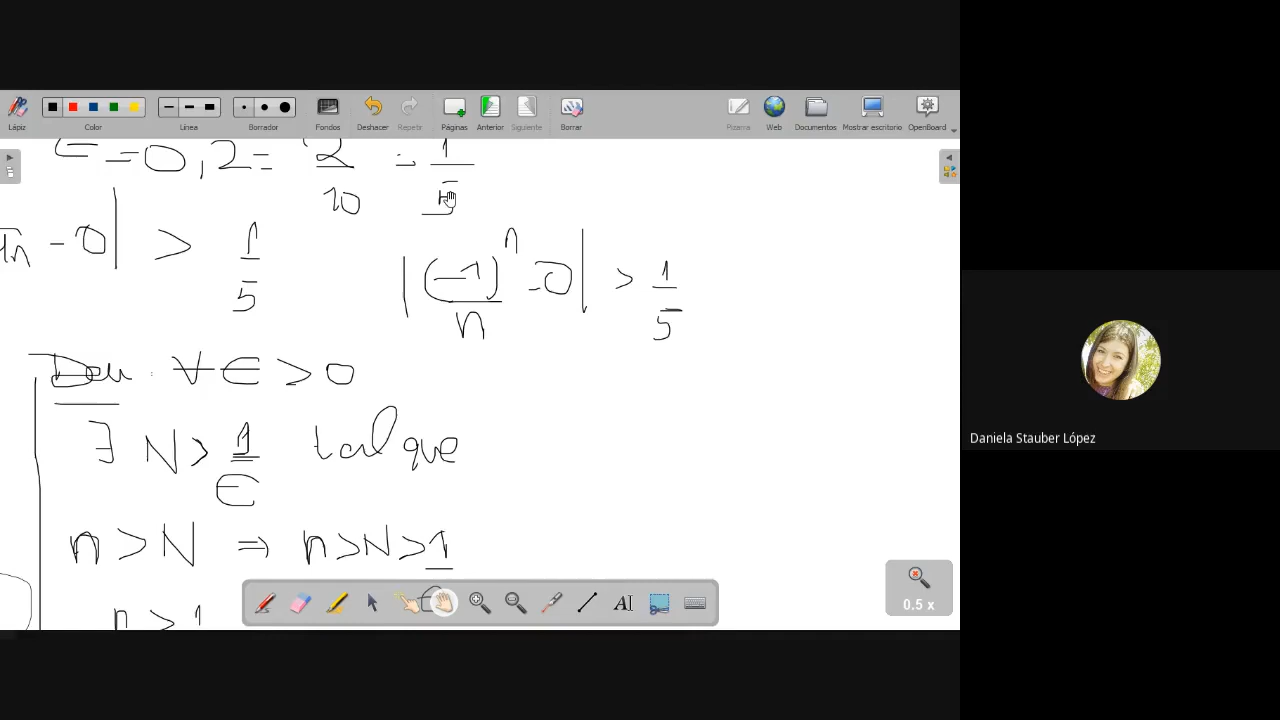 Lápiz Color Línea Borrador Fondos Deshacer Repetir Páginas Anterior Siguiente Borrar Pizarra Web Documentos Mostrar escritorio OpenBoard
∈ = 0,2 = 2/10 = 1/5
- 0| > 1/5
|(-1)^n/n - 0| > 1/5
Dem. ∀ ∈ > 0
∃ N > 1/∈ tal que
n > N ⇒ n > N > 1
n > 1
0.5 x
Daniela Stauber López